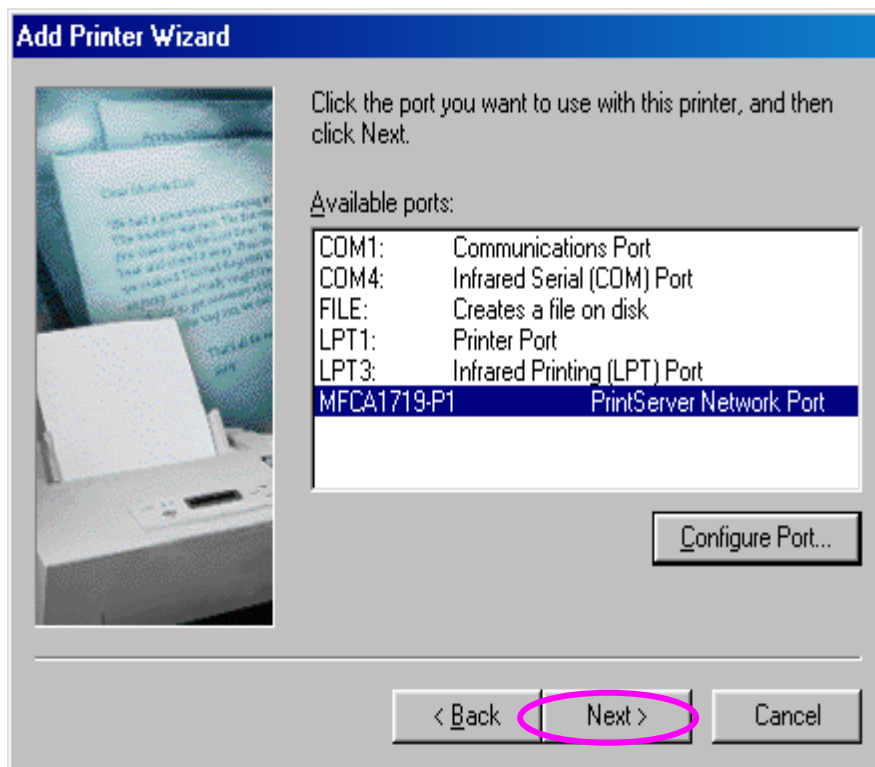 Add Printer Wizard
Click the port you want to use with this printer, and then
click Next.
Available ports:
COM1: Communications Port
COM4: Infrared Serial (COM) Port
FILE: Creates a file on disk
LPT1: Printer Port
LPT3: Infrared Printing (LPT) Port
MFCA1719-P1 PrintServer Network Port
Configure Port...
< Back Next > Cancel